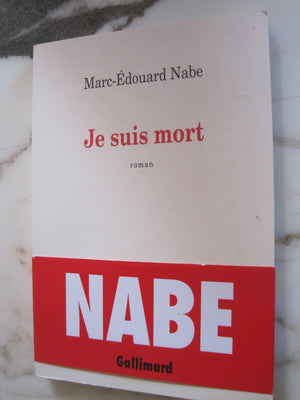 Marc-Édouard Nabe
Je suis mort
roman
NABE
Gallimard